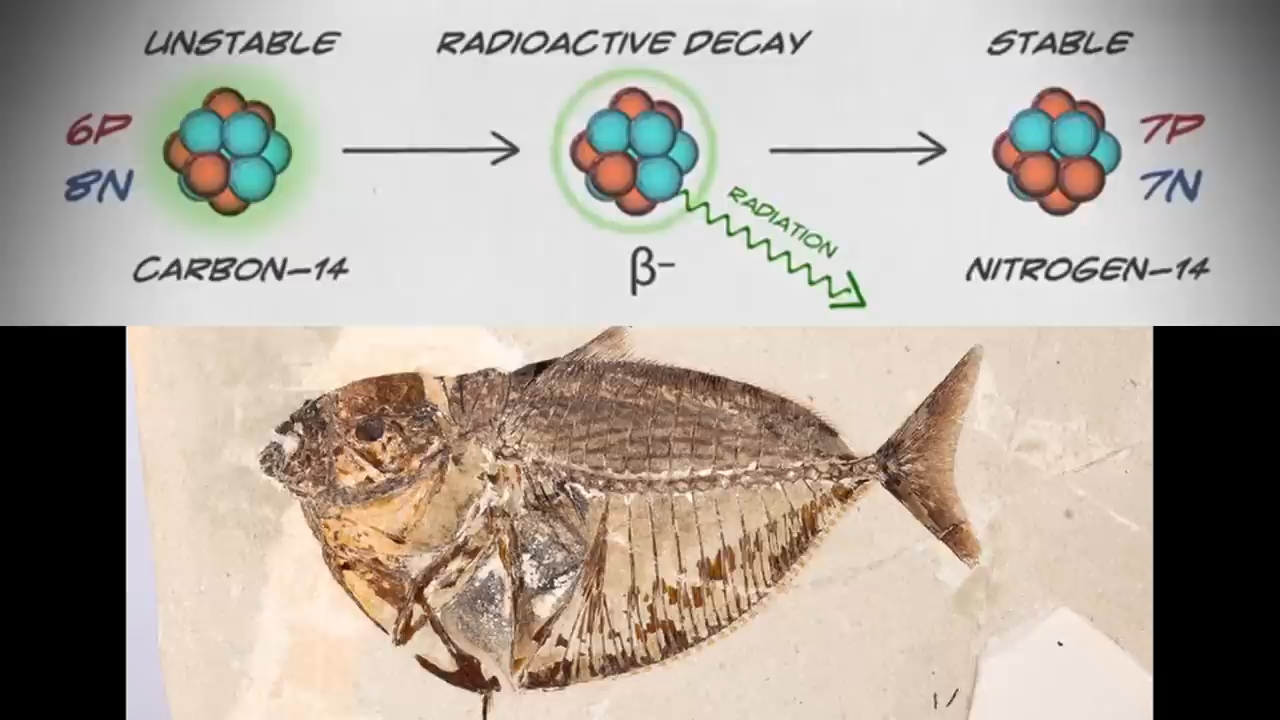 UNSTABLE
RADIOACTIVE DECAY
STABLE
6P
8N
7P
7N
RADIATION
CARBON-14
β-
NITROGEN-14